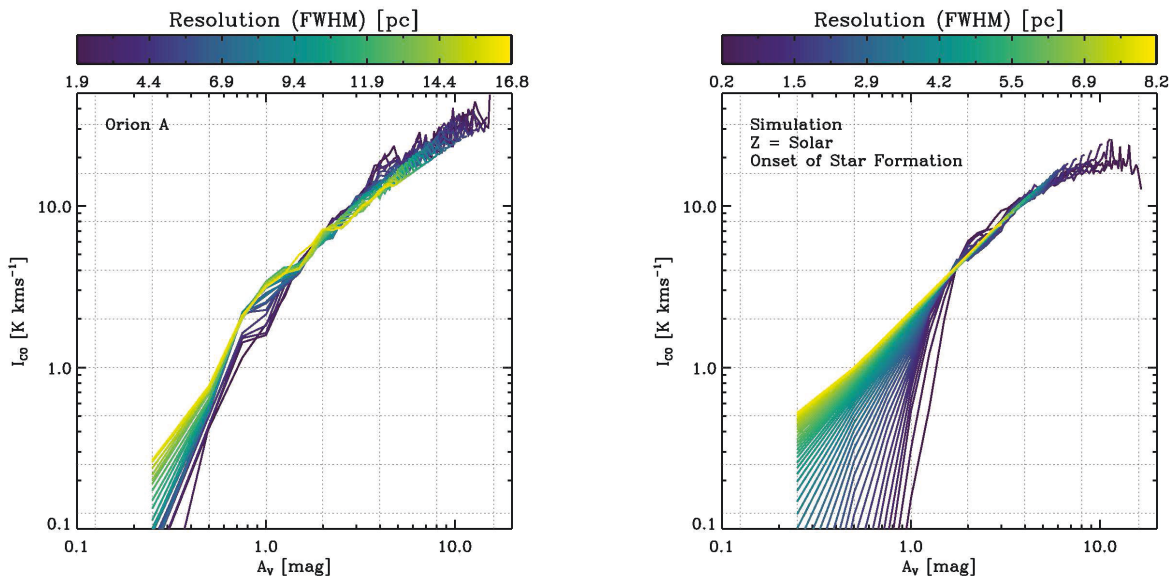 Resolution (FWHM) [pc]
1.9 4.4 6.9 9.4 11.9 14.4 16.8
Orion A
10.0
1.0
0.1
I_CO [K kms⁻¹]
0.1 1.0 10.0
A_V [mag]
Resolution (FWHM) [pc]
0.2 1.5 2.9 4.2 5.5 6.9 8.2
Simulation
Z = Solar
Onset of Star Formation
10.0
1.0
0.1
I_CO [K kms⁻¹]
0.1 1.0 10.0
A_V [mag]